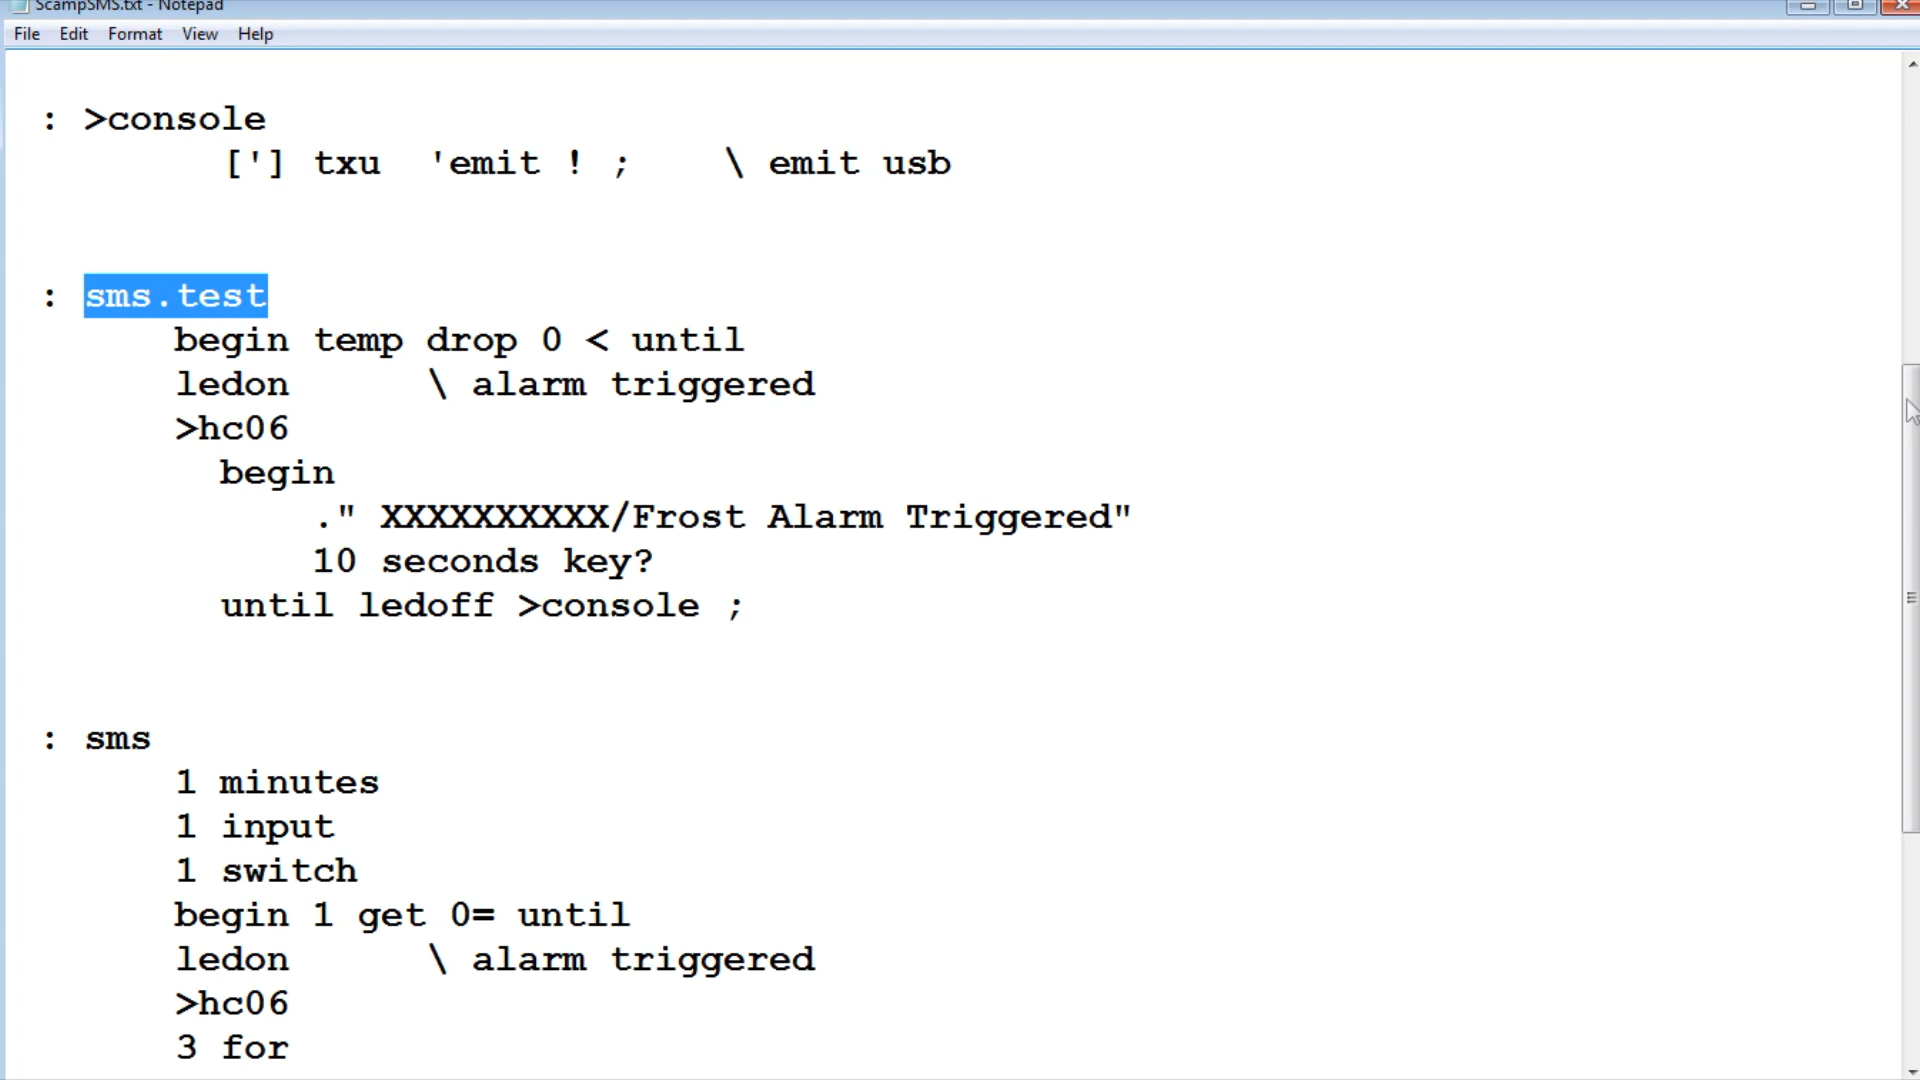 ScampSMS.txt - Notepad
File Edit Format View Help
: >console
['] txu 'emit ! ; \ emit usb
: sms.test
begin temp drop 0 < until
ledon \ alarm triggered
>hc06
begin
." XXXXXXXXXX/Frost Alarm Triggered"
10 seconds key?
until ledoff >console ;
: sms
1 minutes
1 input
1 switch
begin 1 get 0= until
ledon \ alarm triggered
>hc06
3 for